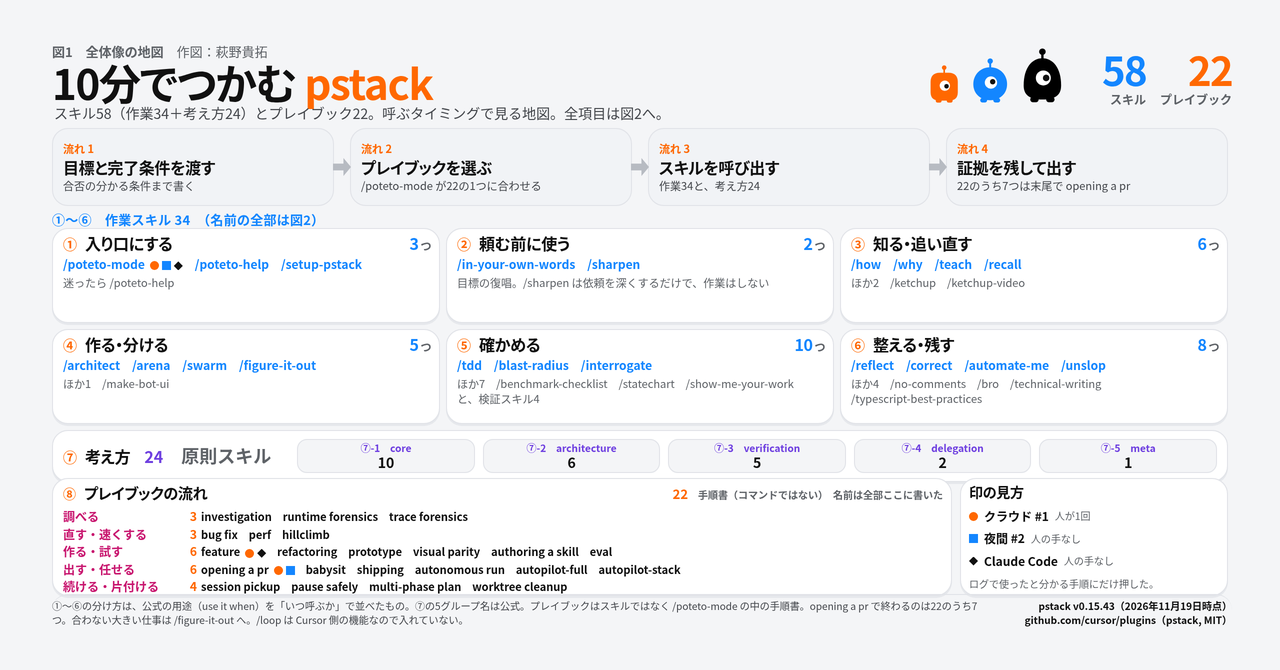 図1　全体像の地図　作図：萩野貴拓
10分でつかむ pstack
スキル58（作業34＋考え方24）とプレイブック22。呼ぶタイミングで見る地図。全項目は図2へ。
58 スキル
22 プレイブック
流れ 1
目標と完了条件を渡す
合否の分かる条件まで書く
流れ 2
プレイブックを選ぶ
/poteto-mode が22の1つに合わせる
流れ 3
スキルを呼び出す
作業34と、考え方24
流れ 4
証拠を残して出す
22のうち7つは末尾で opening a pr
①〜⑥　作業スキル 34　（名前の全部は図2）
① 入り口にする 3つ
/poteto-mode ●■◆ /poteto-help /setup-pstack
迷ったら /poteto-help
② 頼む前に使う 2つ
/in-your-own-words /sharpen
目標の復唱。/sharpen は依頼を深くするだけで、作業はしない
③ 知る・追い直す 6つ
/how /why /teach /recall
ほか2　/ketchup　/ketchup-video
④ 作る・分ける 5つ
/architect /arena /swarm /figure-it-out
ほか1　/make-bot-ui
⑤ 確かめる 10つ
/tdd /blast-radius /interrogate
ほか7　/benchmark-checklist　/statechart　/show-me-your-work
と、検証スキル4
⑥ 整える・残す 8つ
/reflect /correct /automate-me /unslop
ほか4　/no-comments　/bro　/technical-writing
/typescript-best-practices
⑦ 考え方 24 原則スキル
⑦-1 core
10
⑦-2 architecture
6
⑦-3 verification
5
⑦-4 delegation
2
⑦-5 meta
1
⑧ プレイブックの流れ 22 手順書（コマンドではない）　名前は全部ここに書いた
調べる 3 investigation runtime forensics trace forensics
直す・速くする 3 bug fix perf hillclimb
作る・試す 6 feature ●◆ refactoring prototype visual parity authoring a skill eval
出す・任せる 6 opening a pr ●■ babysit shipping autonomous run autopilot-full autopilot-stack
続ける・片付ける 4 session pickup pause safely multi-phase plan worktree cleanup
印の見方
● クラウド #1 人が1回
■ 夜間 #2 人の手なし
◆ Claude Code 人の手なし
ログで使ったと分かる手順にだけ押した。
①〜⑥の分け方は、公式の用途（use it when）を「いつ呼ぶか」で並べたもの。⑦の5グループ名は公式。プレイブックはスキルではなく /poteto-mode の中の手順書。opening a pr で終わるのは22のうち7
つ。合わない大きい仕事は /figure-it-out へ。/loop は Cursor 側の機能なので入れていない。
pstack v0.15.43（2026年11月19日時点）
github.com/cursor/plugins（pstack, MIT）